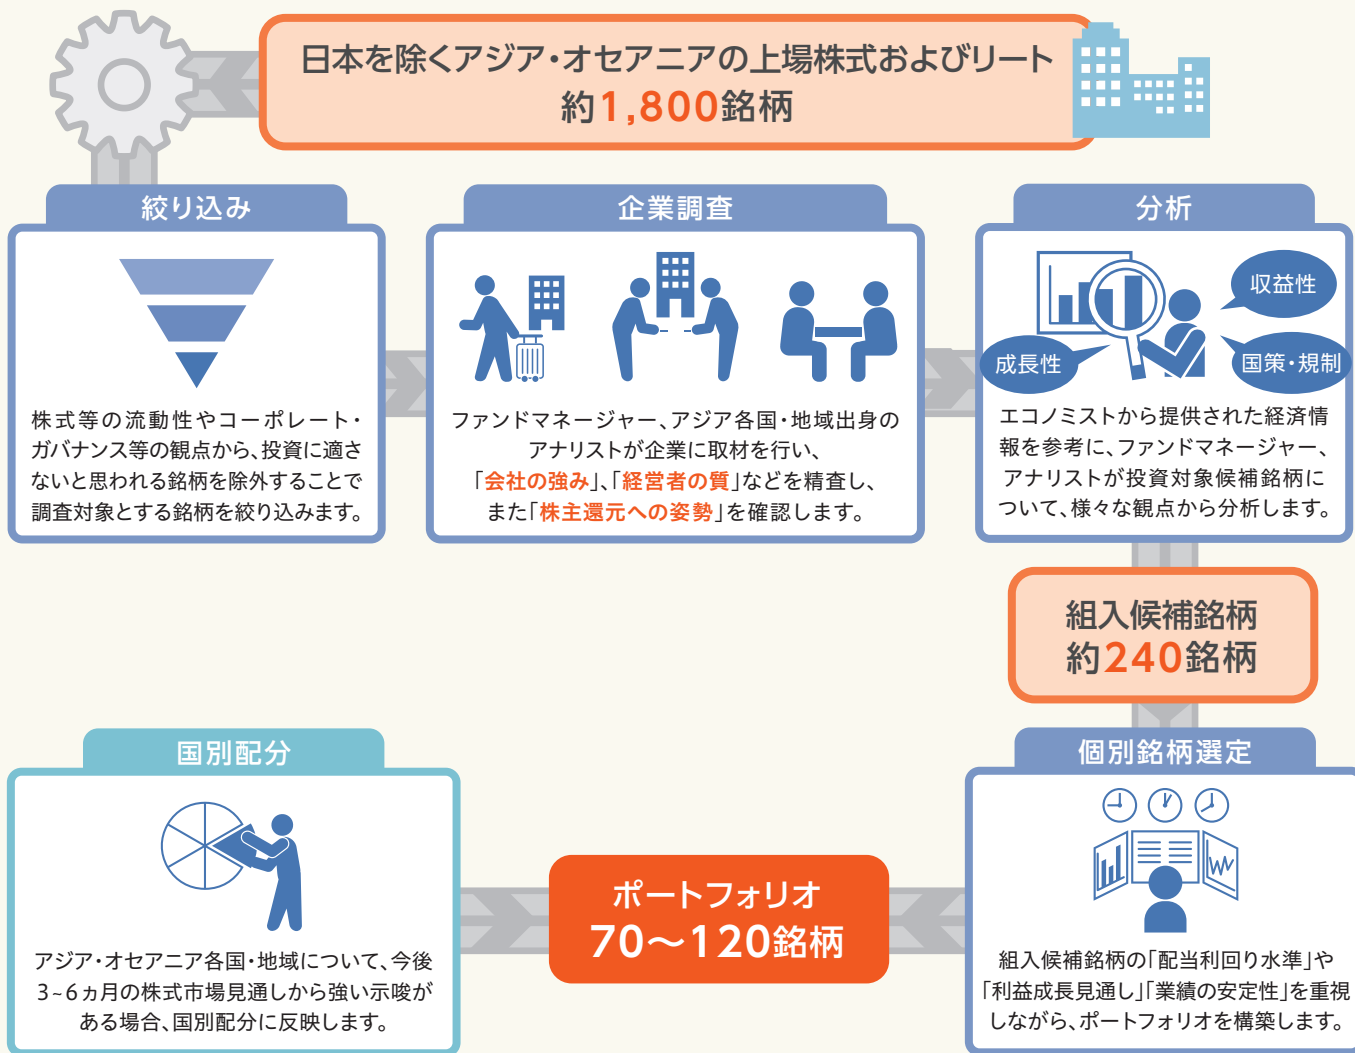 日本を除くアジア・オセアニアの上場株式およびリート
約1,800銘柄
絞り込み
株式等の流動性やコーポレート・
ガバナンス等の観点から、投資に適さ
ないと思われる銘柄を除外することで
調査対象とする銘柄を絞り込みます。
企業調査
ファンドマネージャー、アジア各国・地域出身の
アナリストが企業に取材を行い、
「会社の強み」、「経営者の質」などを精査し、
また「株主還元への姿勢」を確認します。
分析
収益性
成長性
国策・規制
エコノミストから提供された経済情
報を参考に、ファンドマネージャー、
アナリストが投資対象候補銘柄に
ついて、様々な観点から分析します。
組入候補銘柄
約240銘柄
個別銘柄選定
組入候補銘柄の「配当利回り水準」や
「利益成長見通し」「業績の安定性」を重視
しながら、ポートフォリオを構築します。
ポートフォリオ
70～120銘柄
国別配分
アジア・オセアニア各国・地域について、今後
3~6ヵ月の株式市場見通しから強い示唆が
ある場合、国別配分に反映します。